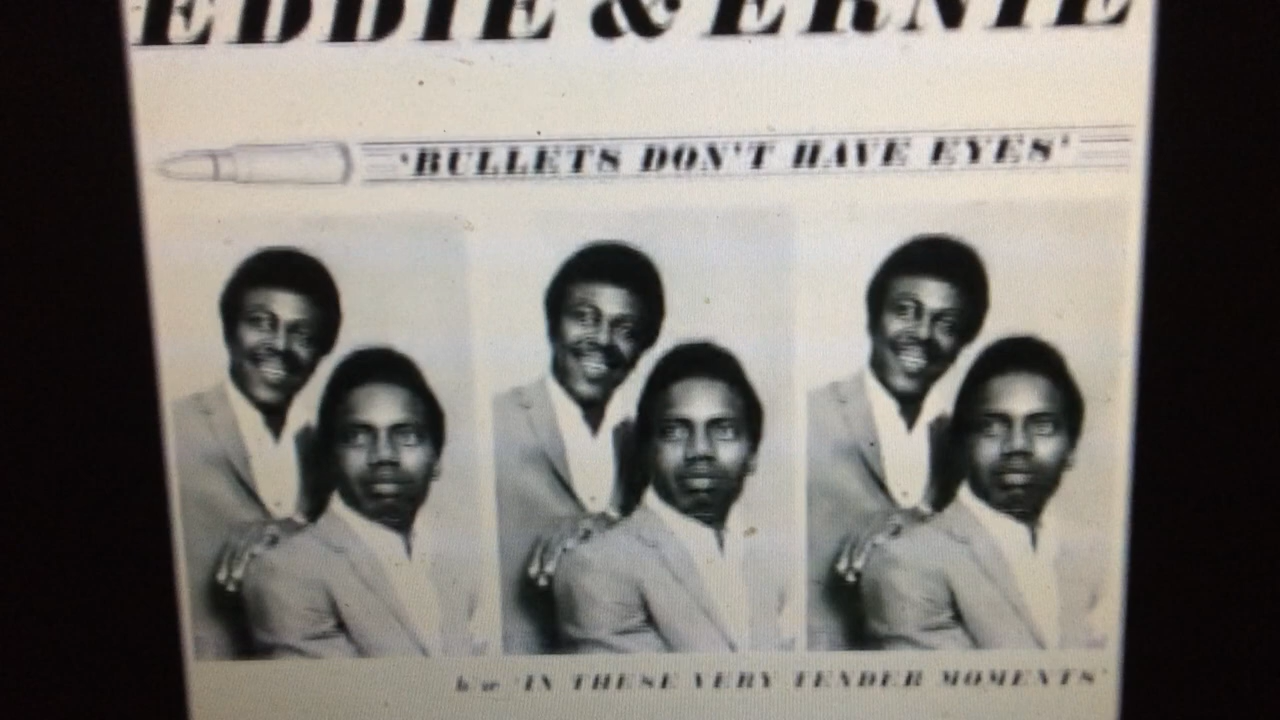 EDDIE & ERNIE
'BULLETS DON'T HAVE EYES'
b/w 'IN THESE VERY TENDER MOMENTS'